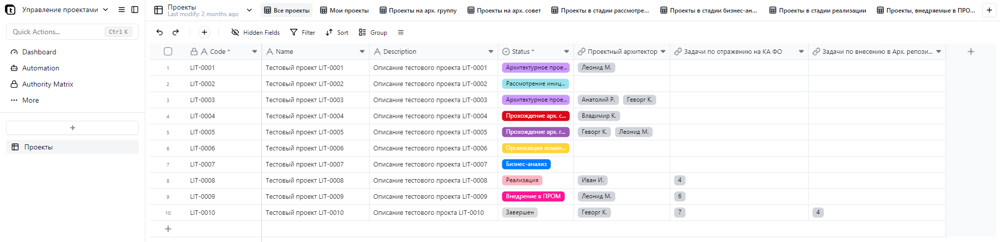 Управление проектами
Quick Actions... Ctrl K
Dashboard
Automation
Authority Matrix
More
Проекты
Проекты
Last modify: 2 months ago
Все проекты Мои проекты Проекты на арх. группу Проекты на арх. совет Проекты в стадии рассмотре... Проекты в стадии бизнес-ан... Проекты в стадии реализации Проекты, внедряемые в ПРО...
Hidden Fields Filter Sort Group
Code * Name Description Status * Проектный архитектор Задачи по отражению на КА ФО Задачи по внесению в Арх. репози...
1 LIT-0001 Тестовый проект LIT-0001 Описание тестового проекта LIT-0001 Архитектурное прое... Леонид М.
2 LIT-0002 Тестовый проект LIT-0002 Описание тестового проекта LIT-0002 Рассмотрение иниц...
3 LIT-0003 Тестовый проект LIT-0003 Описание тестового проекта LIT-0003 Архитектурное прое... Анатолий Р. Геворг К.
4 LIT-0004 Тестовый проект LIT-0004 Описание тестового проекта LIT-0004 Прохождение арх. с... Владимир К.
5 LIT-0005 Тестовый проект LIT-0005 Описание тестового проекта LIT-0005 Прохождение арх. г... Геворг К. Леонид М.
6 LIT-0006 Тестовый проект LIT-0006 Описание тестового проекта LIT-0006 Организация коман...
7 LIT-0007 Тестовый проект LIT-0007 Описание тестового проекта LIT-0007 Бизнес-анализ
8 LIT-0008 Тестовый проект LIT-0008 Описание тестового проекта LIT-0008 Реализация Иван И. 4
9 LIT-0009 Тестовый проект LIT-0009 Описание тестового проекта LIT-0009 Внедрение в ПРОМ Леонид М. 6
10 LIT-0010 Тестовый проект LIT-0010 Описание тестового прокта LIT-0010 Завершен Геворг К. 7 4